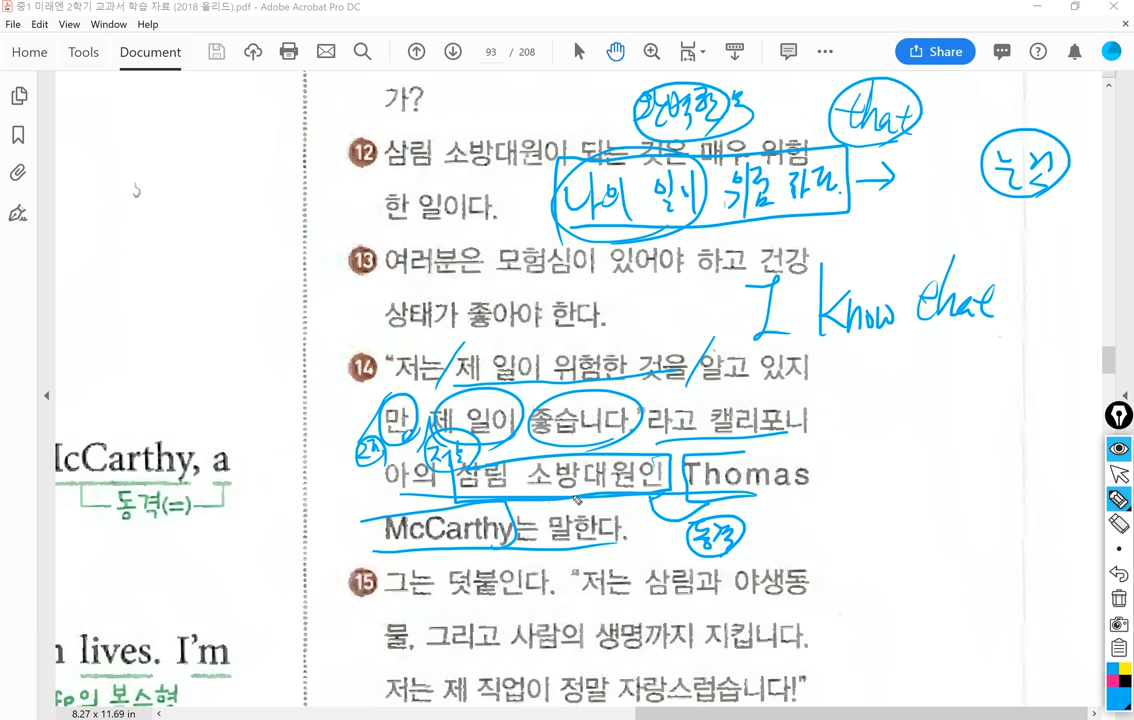 중1 미래엔 2학기 교과서 학습 자료 (2018 올리드).pdf - Adobe Acrobat Pro DC
File Edit View Window Help
Home Tools Document 93 / 208 Share
가?
완벽한
that
⑫ 삼림 소방대원이 되는 것은 매우 위험
나의 일이
한 일이다.
⑬ 여러분은 모험심이 있어야 하고 건강
상태가 좋아야 한다.
I know that
⑭ “저는 제 일이 위험한 것을 알고 있지
만, 제 일이 좋습니다.”라고 캘리포니
아의 삼림 소방대원인 Thomas
McCarthy는 말한다.
동격
⑮ 그는 덧붙인다. “저는 삼림과 야생동
물, 그리고 사람의 생명까지 지킵니다.
저는 제 직업이 정말 자랑스럽습니다!”
McCarthy, a
동격(=)
lives. I'm
의 복수형
8.27 x 11.69 in